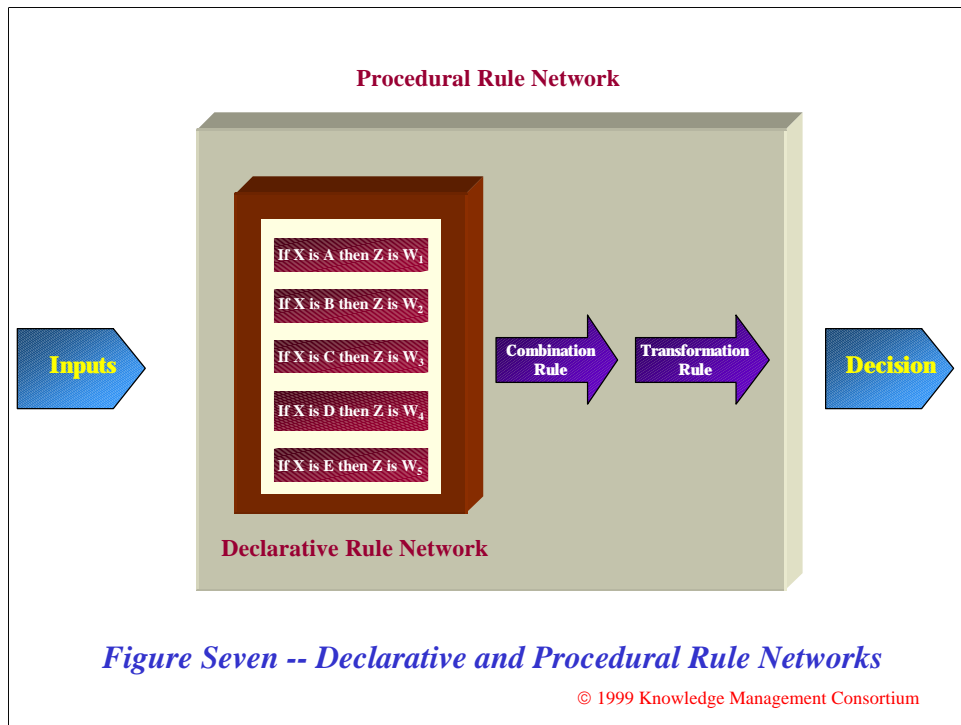 Procedural Rule Network
If X is A then Z is W₁
If X is B then Z is W₂
If X is C then Z is W₃
If X is D then Z is W₄
If X is E then Z is W₅
Declarative Rule Network
Inputs
Combination
Rule
Transformation
Rule
Decision
Figure Seven -- Declarative and Procedural Rule Networks
© 1999 Knowledge Management Consortium